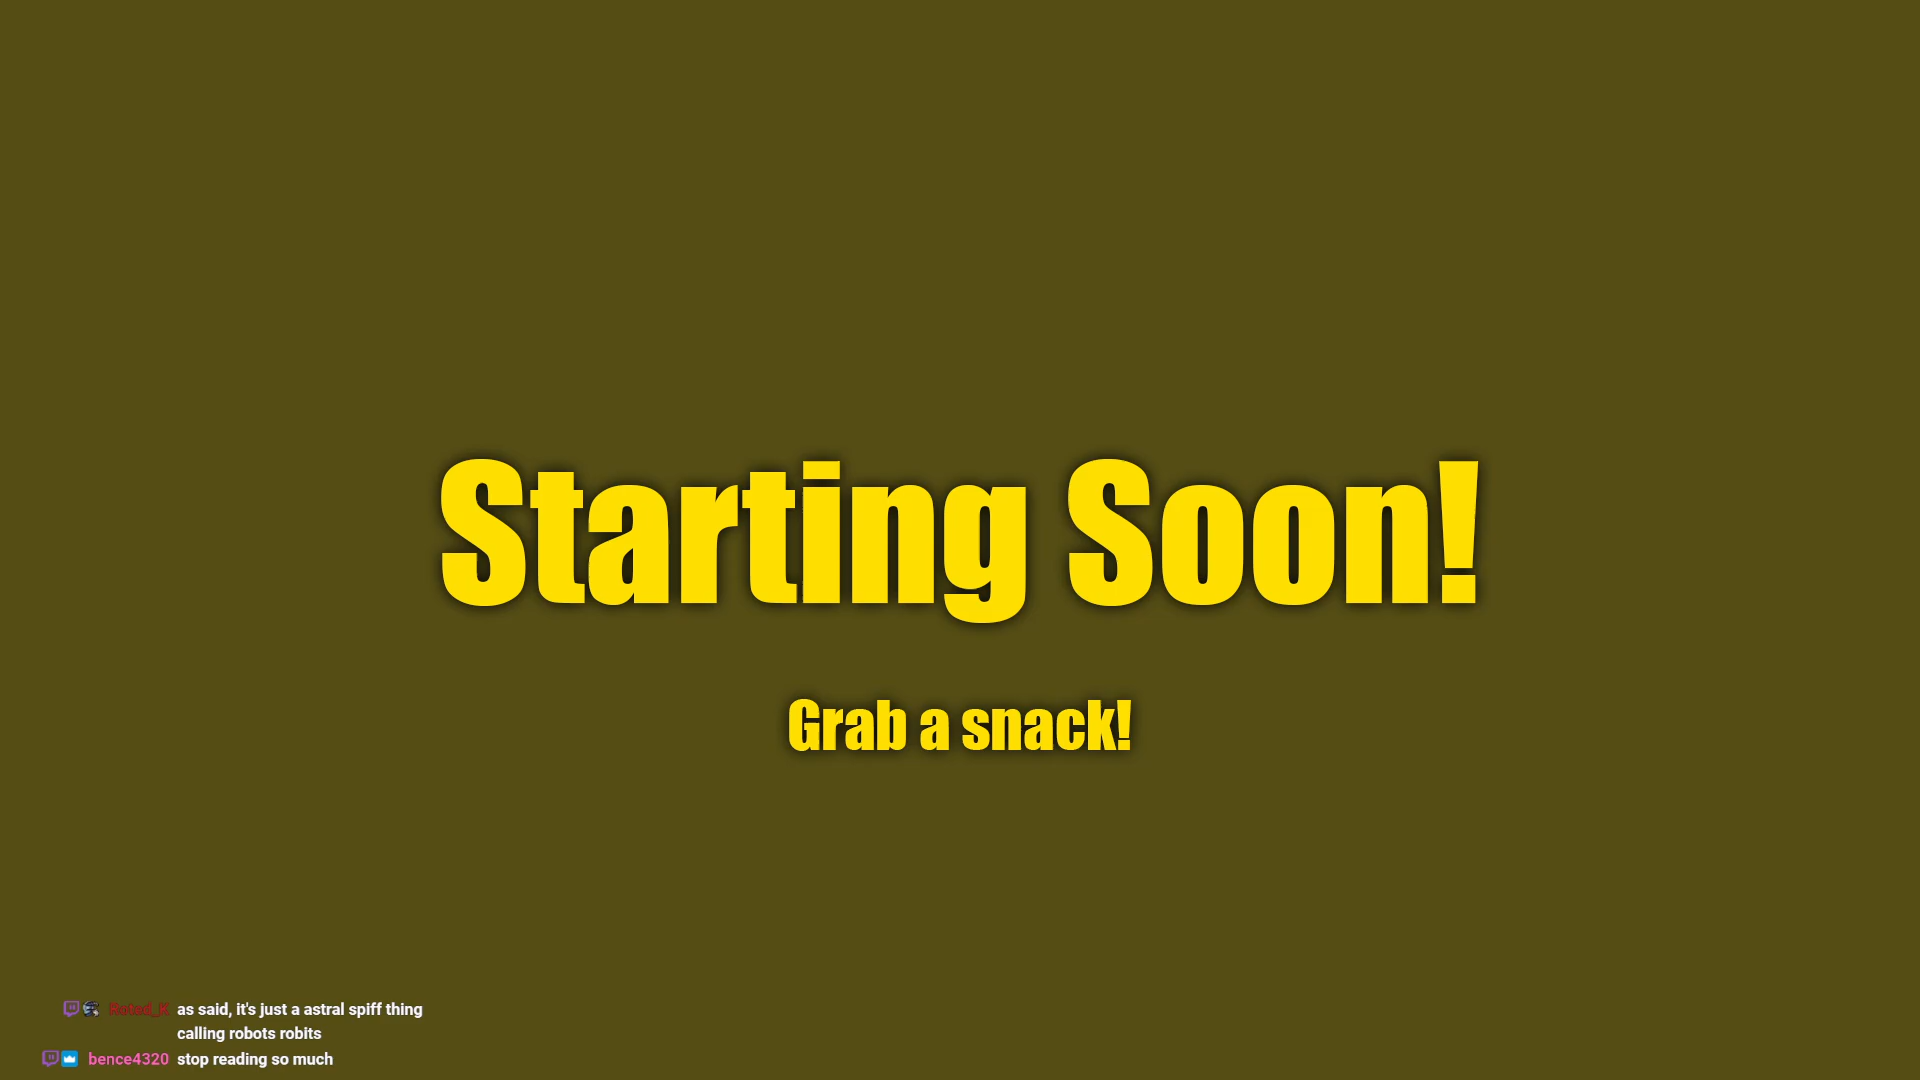 Starting Soon!
Grab a snack!
Roted_K as said, it's just a astral spiff thing
calling robots robits
bence4320 stop reading so much